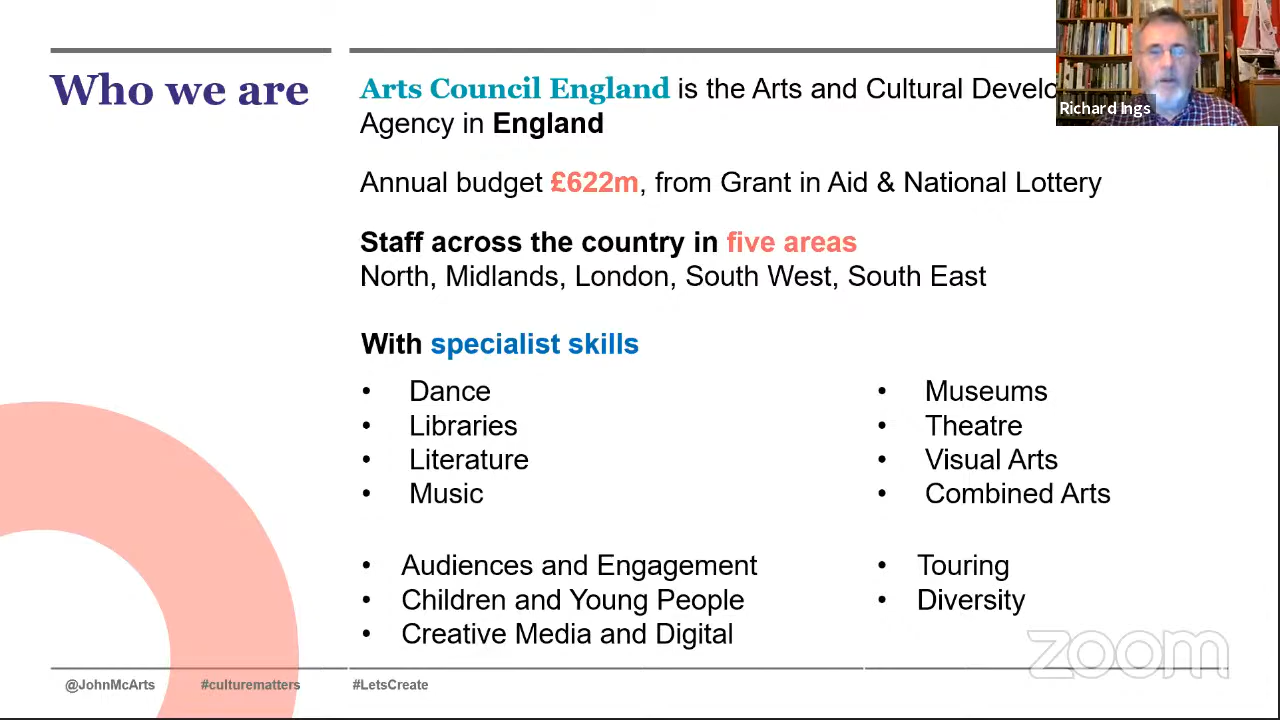 Who we are
Arts Council England is the Arts and Cultural
Agency in England
Annual budget £622m, from Grant in Aid & National Lottery
Staff across the country in five areas
North, Midlands, London, South West, South East
With specialist skills
• Dance
• Libraries
• Literature
• Music
• Museums
• Theatre
• Visual Arts
• Combined Arts
• Audiences and Engagement
• Children and Young People
• Creative Media and Digital
• Touring
• Diversity
Richard Ings
zoom
@JohnMcArts #culturematters #LetsCreate